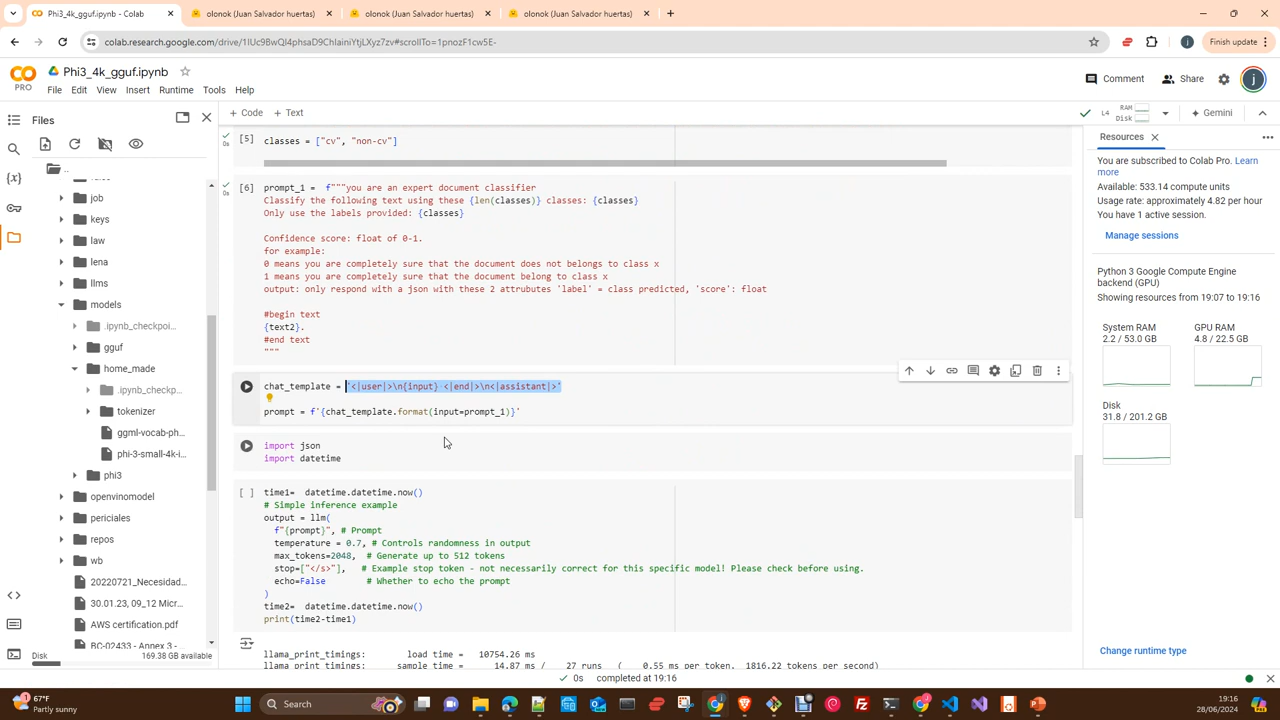 Phi3_4k_gguf.ipynb - Colab
olonok (Juan Salvador huertas)
olonok (Juan Salvador huertas)
olonok (Juan Salvador huertas)
colab.research.google.com/drive/1lUc9BwQl4phsaD9ChIainiYtjLXyz7zv#scrollTo=1pnozF1cw5E-
Finish update
CO
PRO
Phi3_4k_gguf.ipynb
File Edit View Insert Runtime Tools Help
Comment
Share
j
Files
+ Code + Text
L4
RAM
Disk
Gemini
..
job
keys
law
lena
llms
models
.ipynb_checkpoi...
gguf
home_made
.ipynb_checkpoi...
tokenizer
ggml-vocab-ph...
phi-3-small-4k-i...
phi3
openvinomodel
periciales
repos
wb
20220721_Necesidad...
30.01.23, 09_12 Micr...
AWS certification.pdf
BC-02433 - Annex 3 -
Disk
169.38 GB available
[5]
0s
classes = ["cv", "non-cv"]
[6]
0s
prompt_1 = f"""you are an expert document classifier
Classify the following text using these {len(classes)} classes: {classes}
Only use the labels provided: {classes}
Confidence score: float of 0-1.
for example:
0 means you are completely sure that the document does not belongs to class x
1 means you are completely sure that the document belong to class x
output: only respond with a json with these 2 attrubutes 'label' = class predicted, 'score': float
#begin text
{text2}.
#end text
"""
chat_template = '<|user|>\n{input} <|end|>\n<|assistant|>'
prompt = f'{chat_template.format(input=prompt_1)}'
import json
import datetime
[ ]
time1= datetime.datetime.now()
# Simple inference example
output = llm(
f"{prompt}", # Prompt
temperature = 0.7, # Controls randomness in output
max_tokens=2048, # Generate up to 512 tokens
stop=["</s>"], # Example stop token - not necessarily correct for this specific model! Please check before using.
echo=False # Whether to echo the prompt
)
time2= datetime.datetime.now()
print(time2-time1)
llama_print_timings: load time = 10754.26 ms
llama_print_timings: sample time = 14.87 ms / 27 runs ( 0.55 ms per token, 1816.22 tokens per second)
0s completed at 19:16
Resources
You are subscribed to Colab Pro. Learn
more
Available: 533.14 compute units
Usage rate: approximately 4.82 per hour
You have 1 active session.
Manage sessions
Python 3 Google Compute Engine
backend (GPU)
Showing resources from 19:07 to 19:16
System RAM
2.2 / 53.0 GB
GPU RAM
4.8 / 22.5 GB
Disk
31.8 / 201.2 GB
Change runtime type
67°F
Partly sunny
Search
19:16
28/06/2024